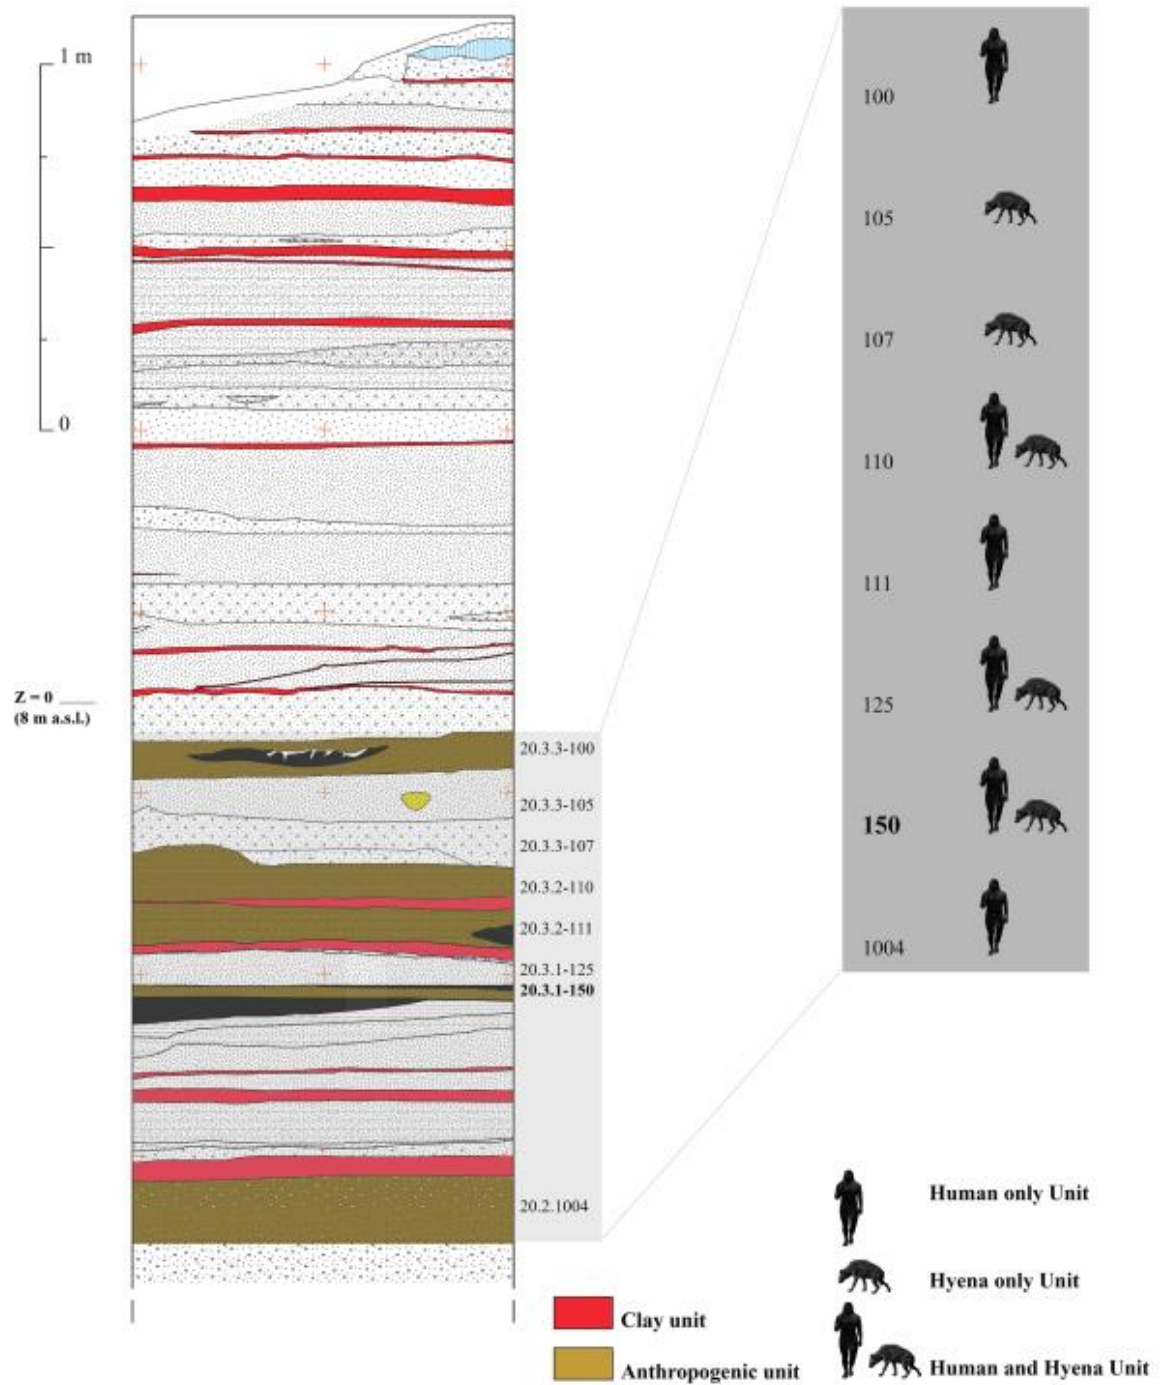 1 m
0
Z = 0
(8 m a.s.l.)
20.3.3-100
20.3.3-105
20.3.3-107
20.3.2-110
20.3.2-111
20.3.1-125
20.3.1-150
20.2.1004
100
105
107
110
111
125
150
1004
Clay unit
Anthropogenic unit
Human only Unit
Hyena only Unit
Human and Hyena Unit